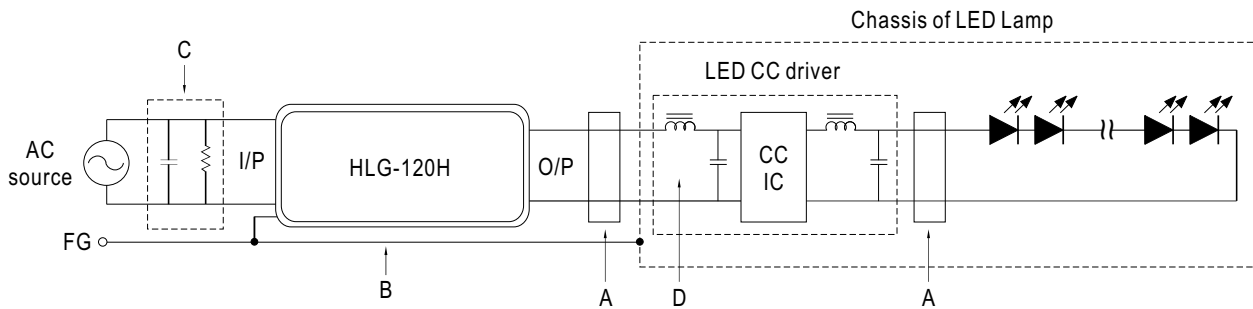 Chassis of LED Lamp
C
LED CC driver
AC
source
I/P
HLG-120H
O/P
CC
IC
FG
B
A
D
A